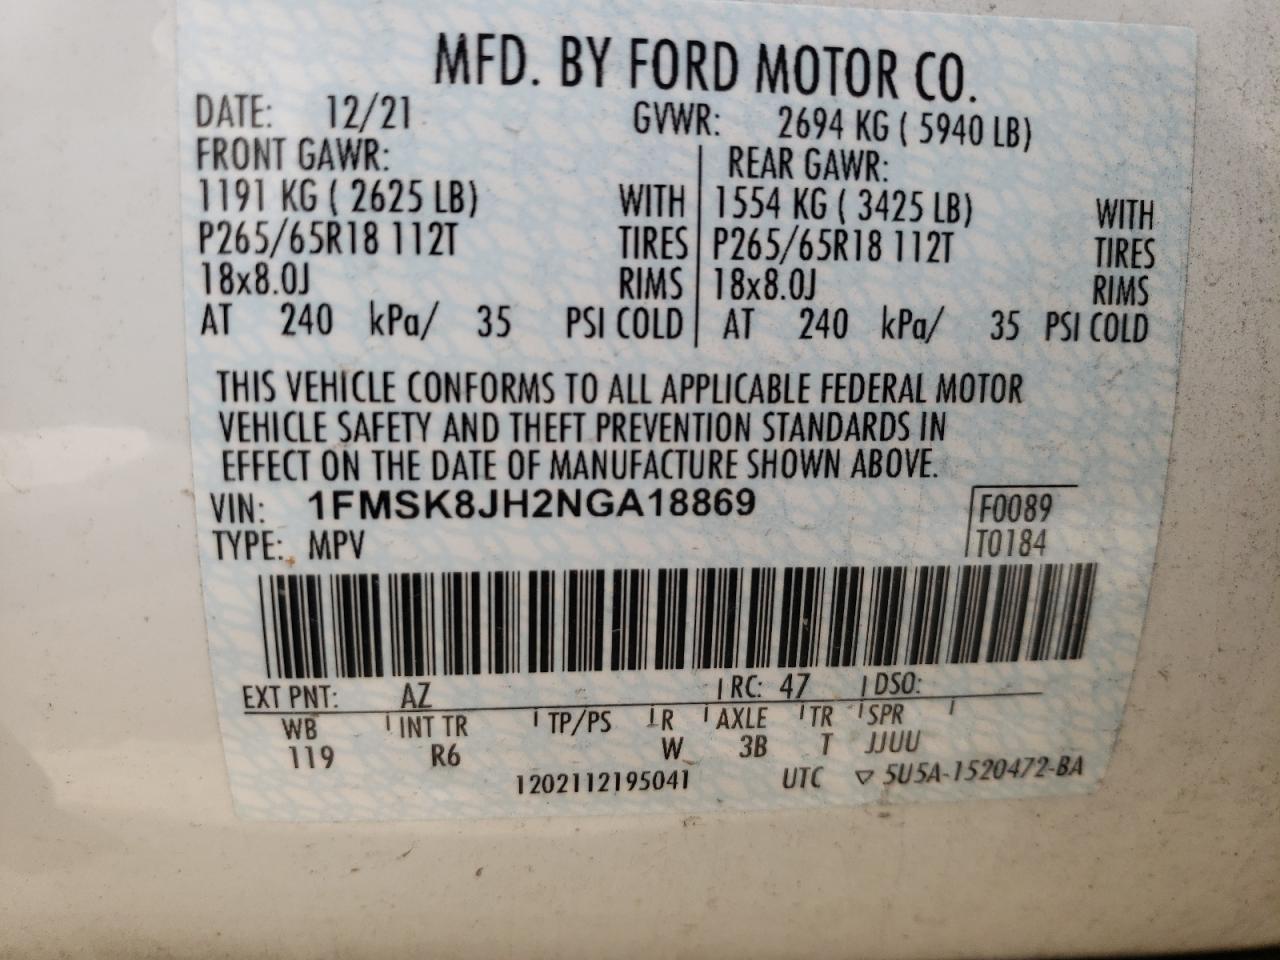 MFD. BY FORD MOTOR CO.
DATE: 12/21 GVWR: 2694 KG ( 5940 LB)
FRONT GAWR: REAR GAWR:
1191 KG ( 2625 LB) WITH 1554 KG ( 3425 LB) WITH
P265/65R18 112T TIRES P265/65R18 112T TIRES
18x8.0J RIMS 18x8.0J RIMS
AT 240 kPa/ 35 PSI COLD AT 240 kPa/ 35 PSI COLD
THIS VEHICLE CONFORMS TO ALL APPLICABLE FEDERAL MOTOR
VEHICLE SAFETY AND THEFT PREVENTION STANDARDS IN
EFFECT ON THE DATE OF MANUFACTURE SHOWN ABOVE.
VIN: 1FMSK8JH2NGA18869 F0089
TYPE: MPV T0184
EXT PNT: AZ RC: 47 DSO:
WB INT TR TP/PS R AXLE TR SPR
119 R6 W 3B T JJUU
1202112195041 UTC ▽ 5U5A-1520472-BA